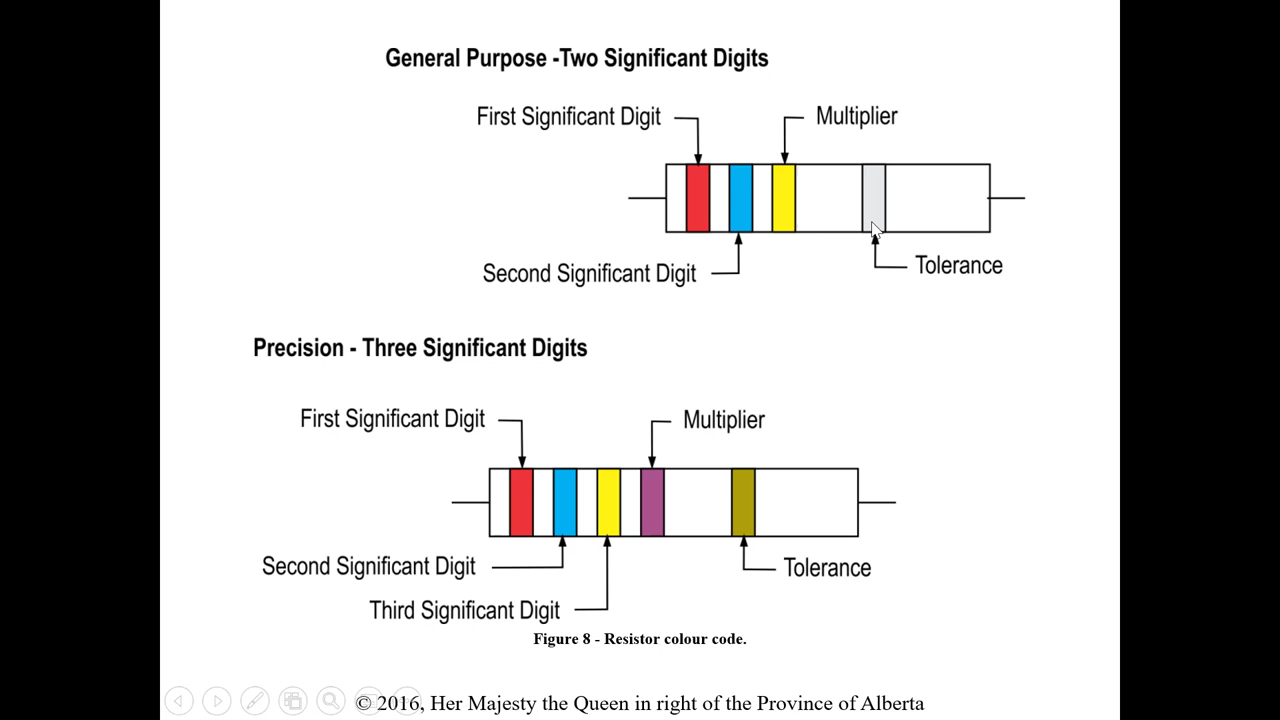 General Purpose -Two Significant Digits
First Significant Digit
Multiplier
Second Significant Digit
Tolerance
Precision - Three Significant Digits
First Significant Digit
Multiplier
Second Significant Digit
Tolerance
Third Significant Digit
Figure 8 - Resistor colour code.
© 2016, Her Majesty the Queen in right of the Province of Alberta